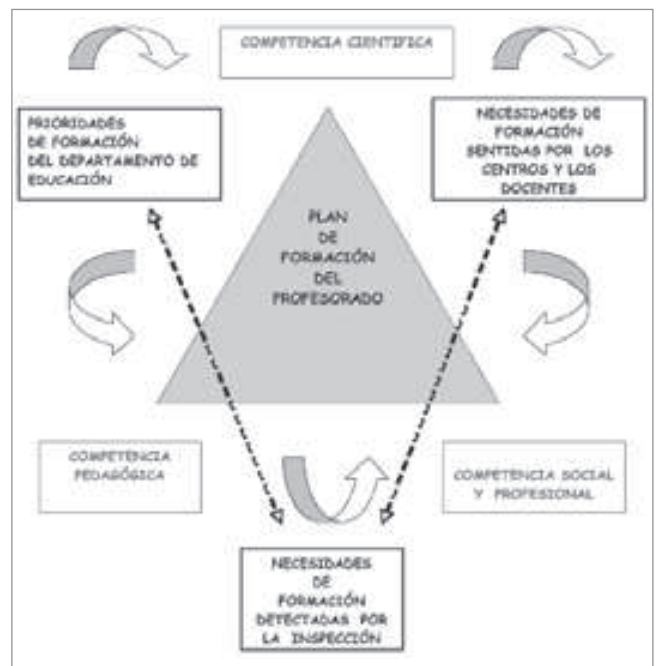 COMPETENCIA CIENTIFICA
PRIORIDADES
DE FORMACIÓN
DEL DEPARTAMENTO DE
EDUCACIÓN
NECESIDADES DE
FORMACIÓN
SENTIDAS POR LOS
CENTROS Y LOS
DOCENTES
PLAN
DE
FORMACIÓN
DEL
PROFESORADO
COMPETENCIA
PEDAGÓGICA
COMPETENCIA SOCIAL
Y PROFESIONAL
NECESIDADES
DE
FORMACIÓN
DETECTADAS POR
LA INSPECCIÓN